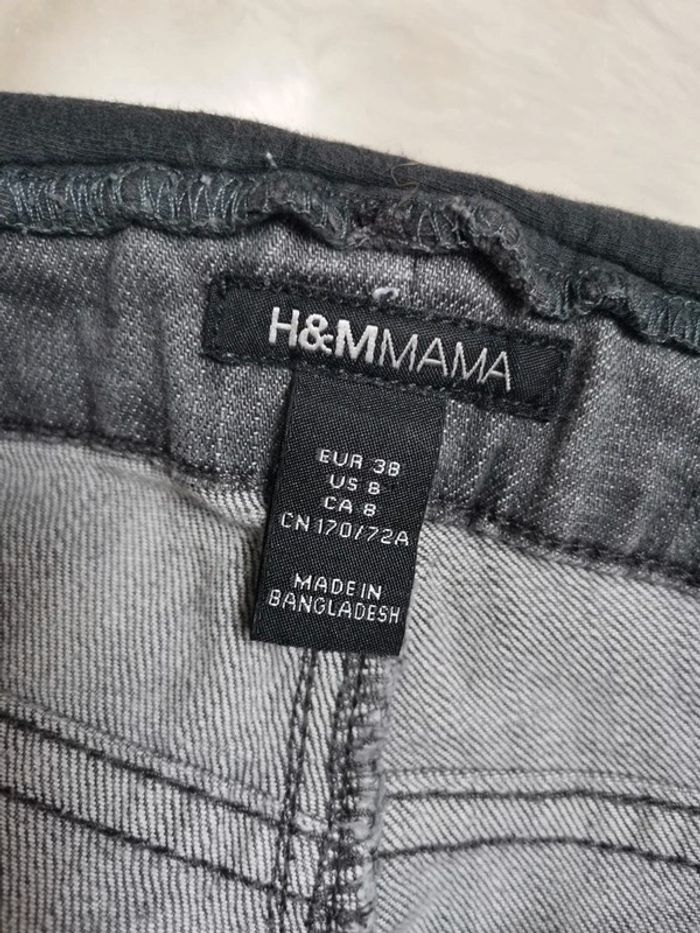 H&MMAMA
EUR 38
US 8
CA 8
CN 170/72A
MADE IN
BANGLADESH